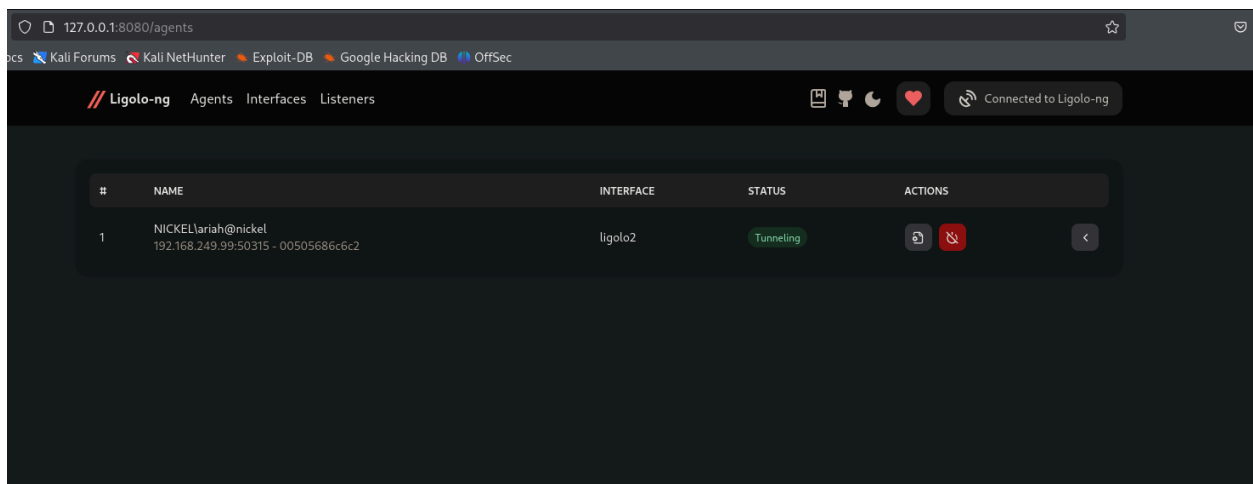 127.0.0.1:8080/agents
ocs Kali Forums Kali NetHunter Exploit-DB Google Hacking DB OffSec
Ligolo-ng Agents Interfaces Listeners Connected to Ligolo-ng
# NAME INTERFACE STATUS ACTIONS
1 NICKEL\ariah@nickel ligolo2 Tunneling
192.168.249.99:50315 - 00505686c6c2